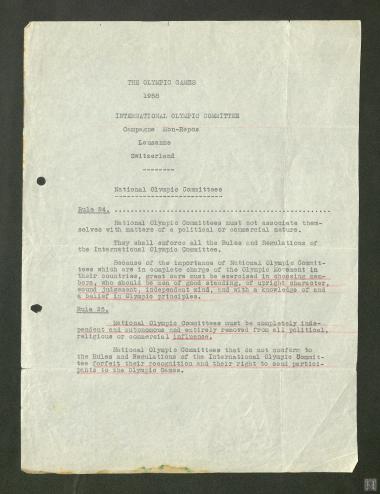 THE OLYMPIC GAMES
1958
INTERNATIONAL OLYMPIC COMMITTEE
Campagne Mon-Repos
Lausanne
Switzerland
--------
National Olympic Committees
---------------------------
Rule 24. ..................................................
National Olympic Committees must not associate them-
selves with matters of a political or commercial nature.
They shall enforce all the Rules and Regulations of
the International Olympic Committee.
Because of the importance of National Olympic Commit-
tees which are in complete charge of the Olympic Movement in
their countries, great care must be exercised in choosing mem-
bers, who should be men of good standing, of upright character,
sound judgement, independent mind, and with a knowledge of and
a belief in Olympic principles.
Rule 25.
National Olympic Committees must be completely inde-
pendent and autonomous and entirely removed from all political,
religious or commercial influence.
National Olympic Committees that do not conform to
the Rules and Regulations of the International Olympic Commit-
tee forfeit their recognition and their right to send partici-
pants to the Olympic Games.